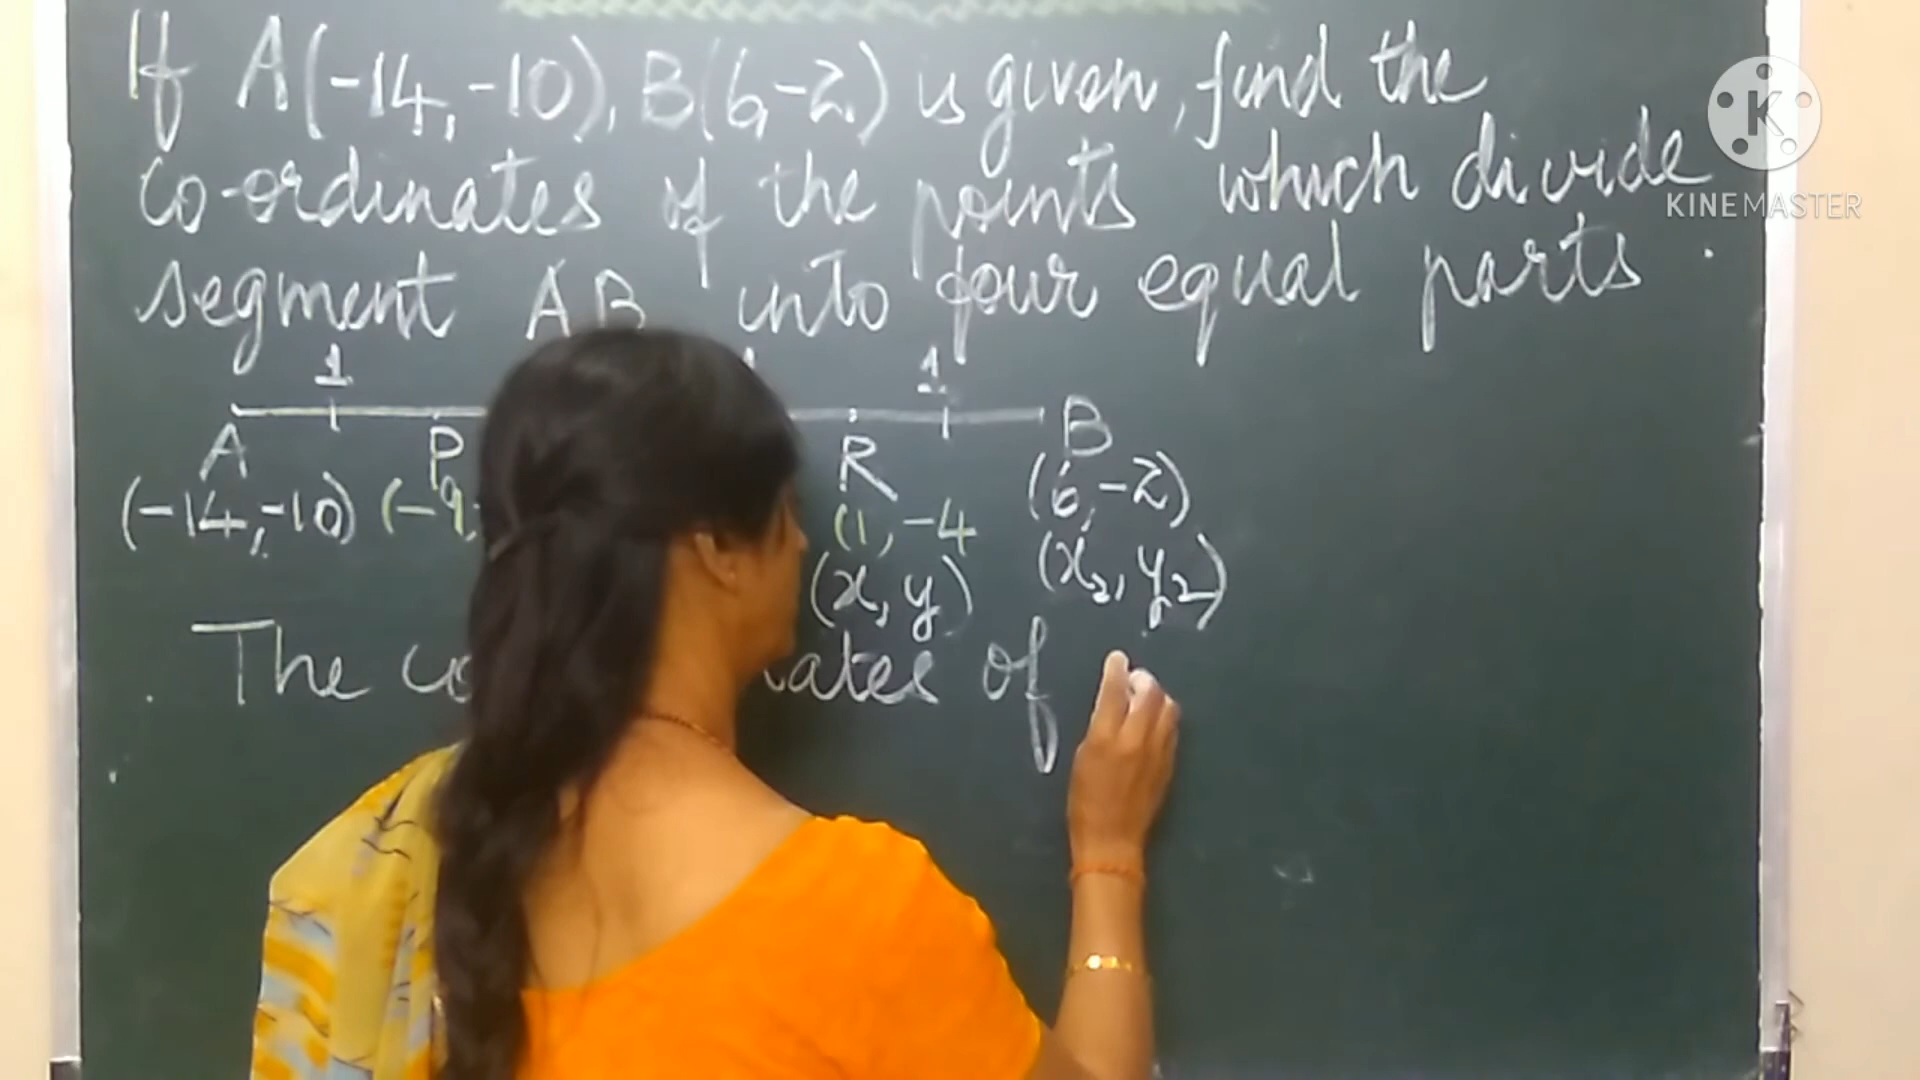 If A(-14,-10), B(6,-2) is given, find the
co-ordinates of the points which divide
segment AB into four equal parts.
1 1
A P R B
(-14,-10) (-9, (1,-4 (6,-2)
(x,y) (x₂,y₂)
The of
K
KINEMASTER